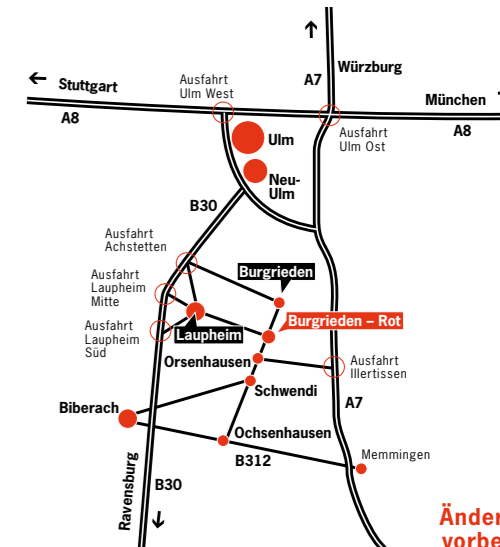 Würzburg
A7
Stuttgart
Ausfahrt
Ulm West
München
A8
Ausfahrt
Ulm Ost
A8
Ulm
Neu-
Ulm
B30
Ausfahrt
Achstetten
Ausfahrt
Laupheim
Mitte
Burgrieden
Burgrieden – Rot
Ausfahrt
Laupheim
Süd
Laupheim
Orsenhausen
Ausfahrt
Illertissen
Schwendi
A7
Biberach
Ochsenhausen
B312
Memmingen
Ravensburg
B30